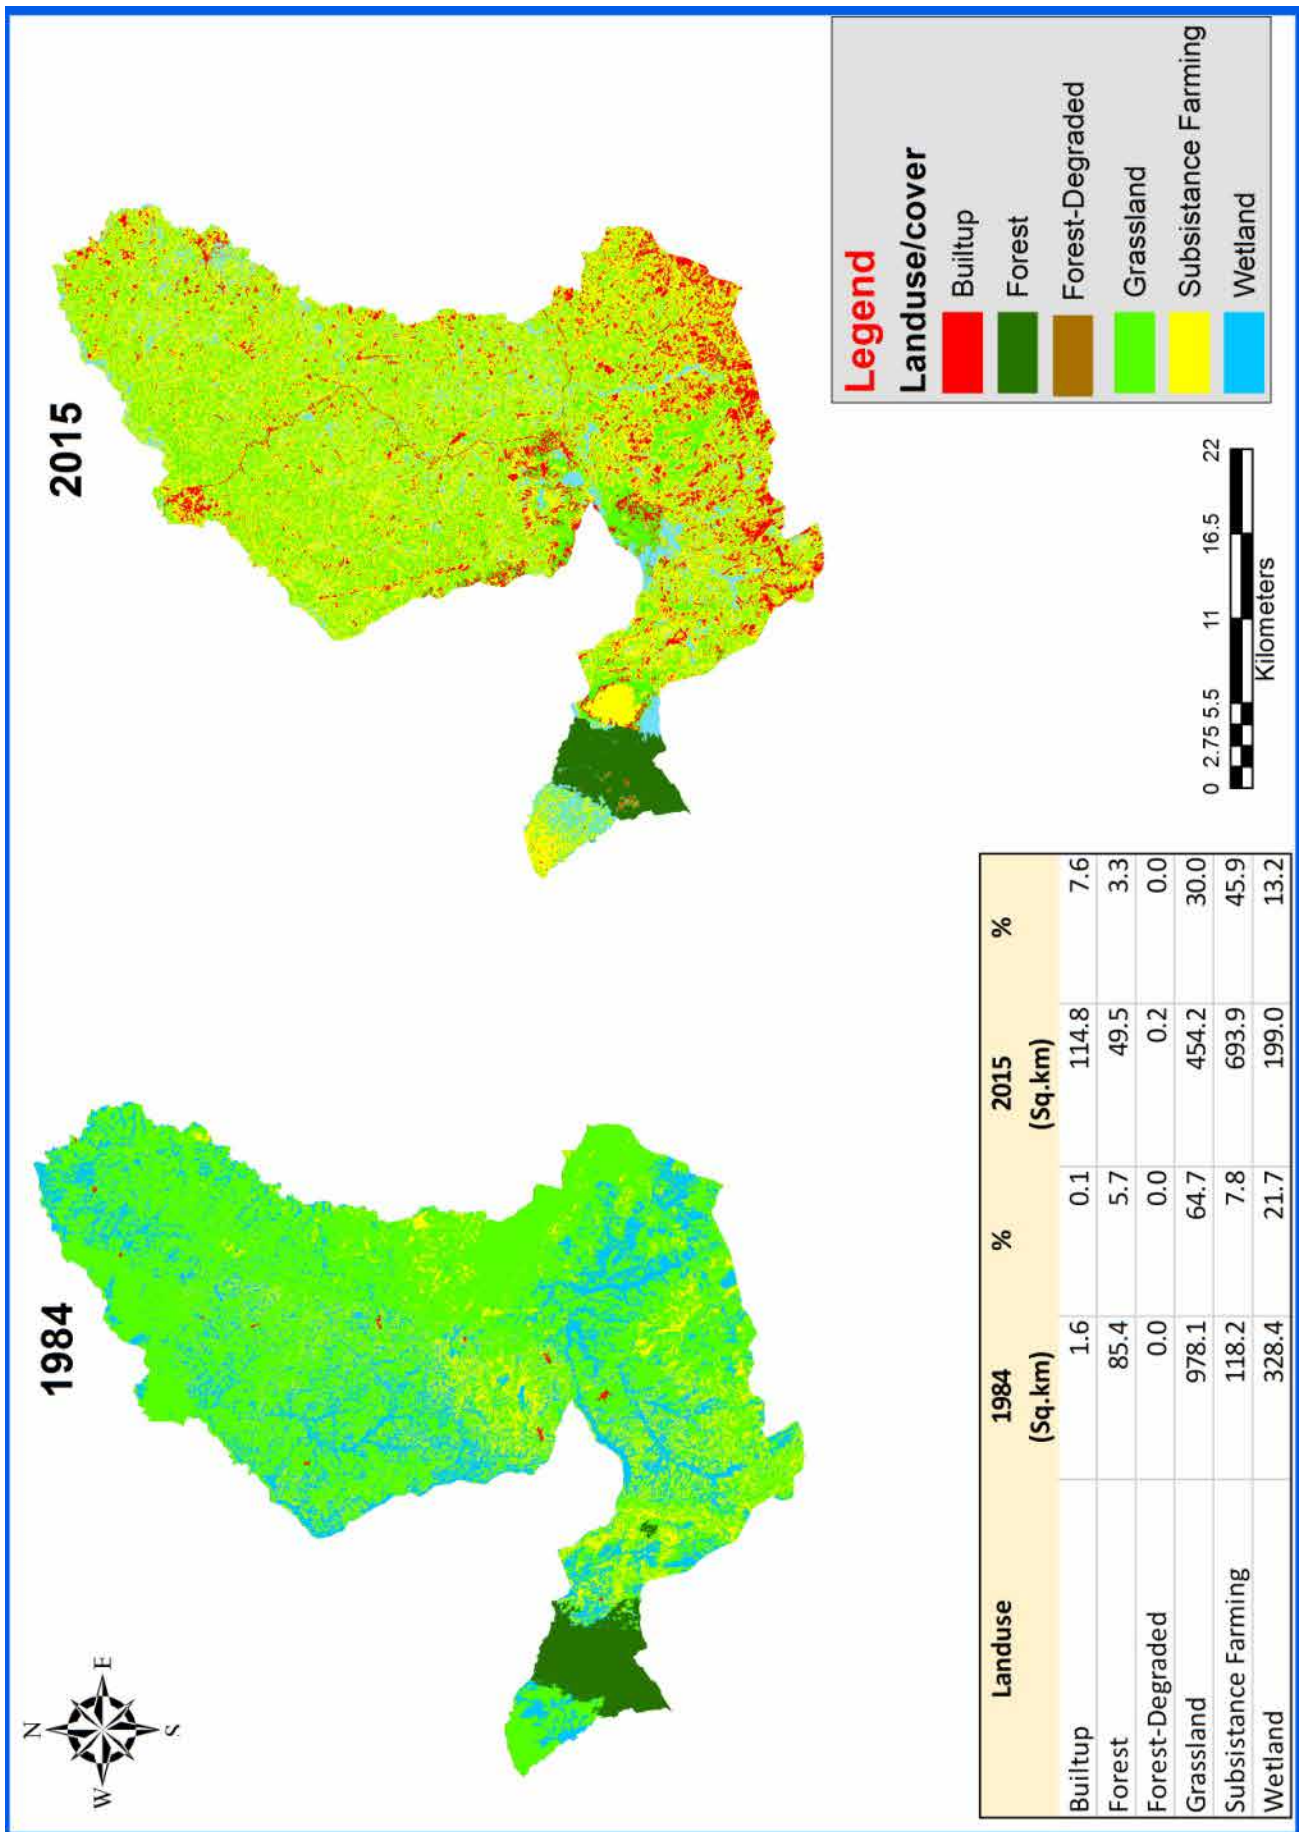 1984
2015
N
W E
S
Legend
Landuse/cover
Builtup
Forest
Forest-Degraded
Grassland
Subsistance Farming
Wetland
0 2.75 5.5 11 16.5 22
Kilometers
Landuse 1984 (Sq.km) % 2015 (Sq.km) %
Builtup 1.6 0.1 114.8 7.6
Forest 85.4 5.7 49.5 3.3
Forest-Degraded 0.0 0.0 0.2 0.0
Grassland 978.1 64.7 454.2 30.0
Subsistance Farming 118.2 7.8 693.9 45.9
Wetland 328.4 21.7 199.0 13.2